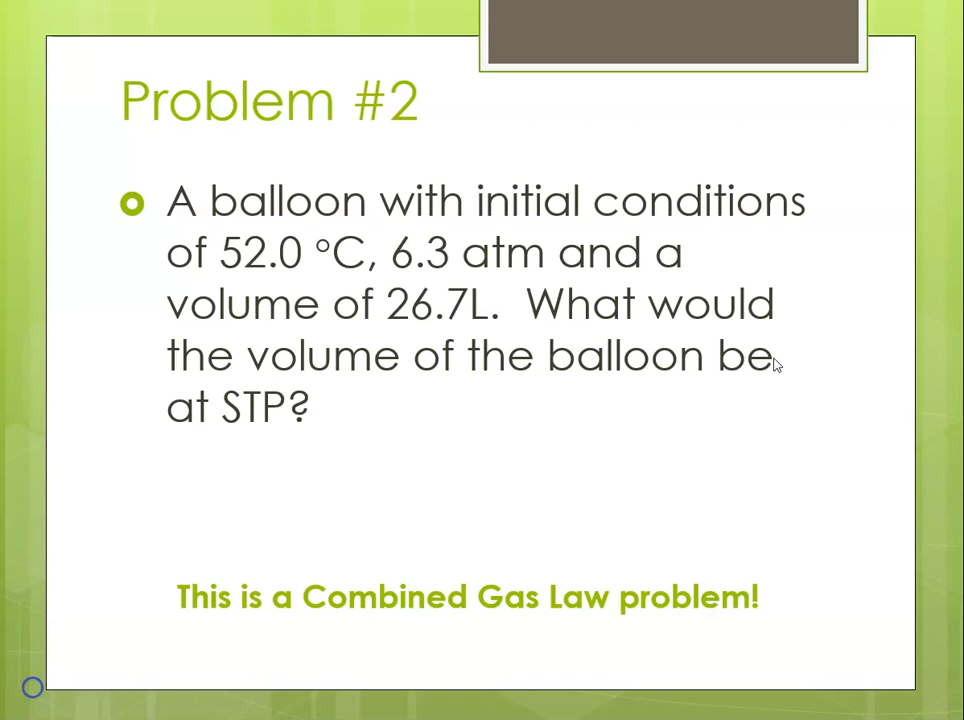 Problem #2
A balloon with initial conditions
of 52.0 °C, 6.3 atm and a
volume of 26.7L.  What would
the volume of the balloon be
at STP?
This is a Combined Gas Law problem!